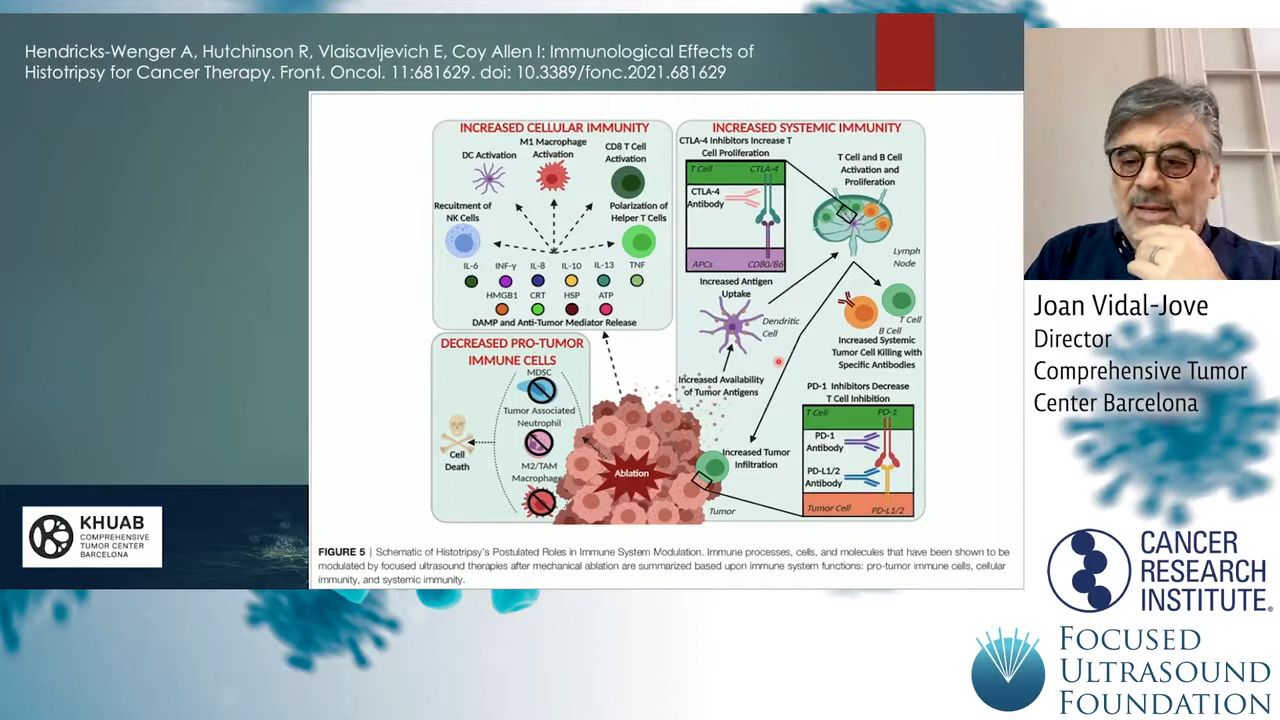 Hendricks-Wenger A, Hutchinson R, Vlaisavljevich E, Coy Allen I: Immunological Effects of
Histotripsy for Cancer Therapy. Front. Oncol. 11:681629. doi: 10.3389/fonc.2021.681629
INCREASED CELLULAR IMMUNITY
DC Activation
M1 Macrophage
Activation
CD8 T Cell
Activation
Recuitment of
NK Cells
Polarization of
Helper T Cells
IL-6
INF-γ
IL-8
IL-10
IL-13
TNF
HMGB1
CRT
HSP
ATP
DAMP and Anti-Tumor Mediator Release
DECREASED PRO-TUMOR
IMMUNE CELLS
MDSC
Tumor Associated
Neutrophil
M2/TAM
Macrophage
Cell
Death
Ablation
INCREASED SYSTEMIC IMMUNITY
CTLA-4 Inhibitors Increase T
Cell Proliferation
T Cell
CTLA-4
CTLA-4
Antibody
APCs
CD80/86
T Cell and B Cell
Activation and
Proliferation
Lymph
Node
Increased Antigen
Uptake
Dendritic
Cell
T Cell
B Cell
Increased Systemic
Tumor Cell Killing with
Specific Antibodies
Increased Availability
of Tumor Antigens
PD-1 Inhibitors Decrease
T Cell Inhibition
T Cell
PD-1
PD-1
Antibody
PD-L1/2
Antibody
Tumor Cell
PD-L1/2
Increased Tumor
Infiltration
Tumor
FIGURE 5 | Schematic of Histotripsy's Postulated Roles in Immune System Modulation. Immune processes, cells, and molecules that have been shown to be
modulated by focused ultrasound therapies after mechanical ablation are summarized based upon immune system functions: pro-tumor immune cells, cellular
immunity, and systemic immunity.
KHUAB
COMPREHENSIVE
TUMOR CENTER
BARCELONA
Joan Vidal-Jove
Director
Comprehensive Tumor
Center Barcelona
CANCER
RESEARCH
INSTITUTE®
FOCUSED
ULTRASOUND
FOUNDATION